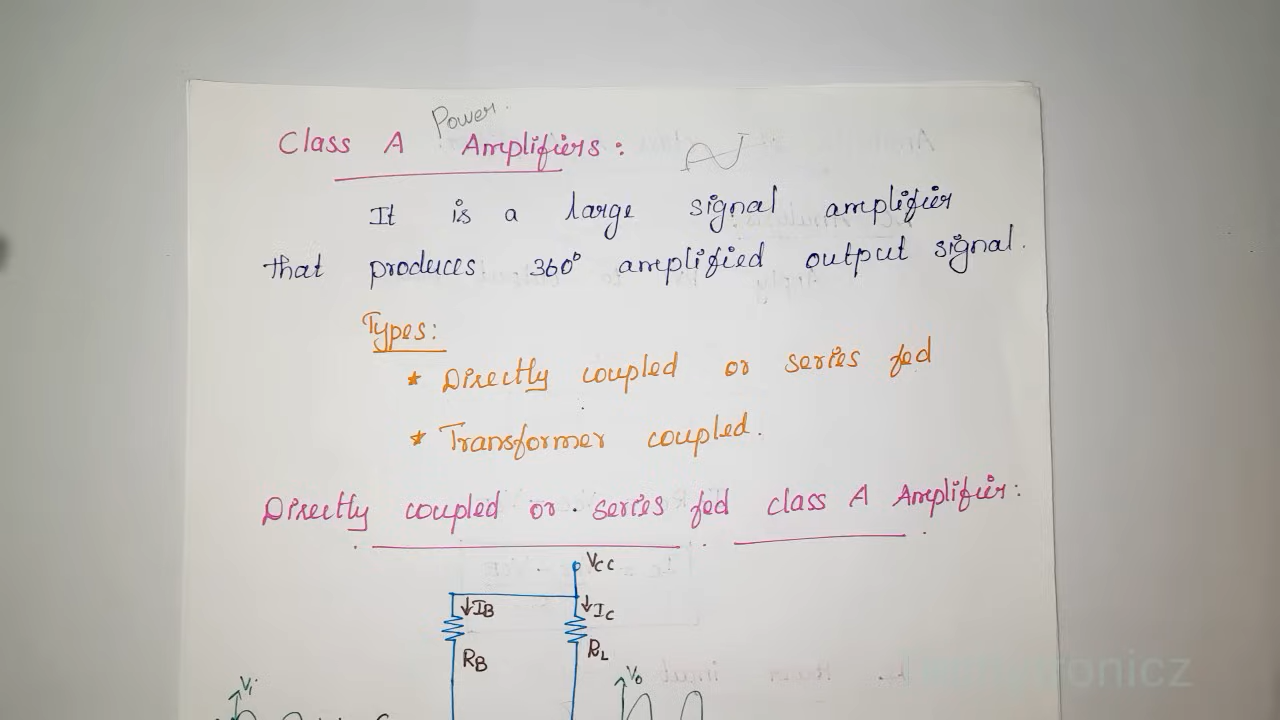 Power.
Class A Amplifiers:
It is a large signal amplifier
that produces 360° amplified output signal.
Types:
* Directly coupled or series fed
* Transformer coupled.
Directly coupled or series fed class A Amplifier:
VCC
↓IB ↓IC
RB RL
Vi Vo